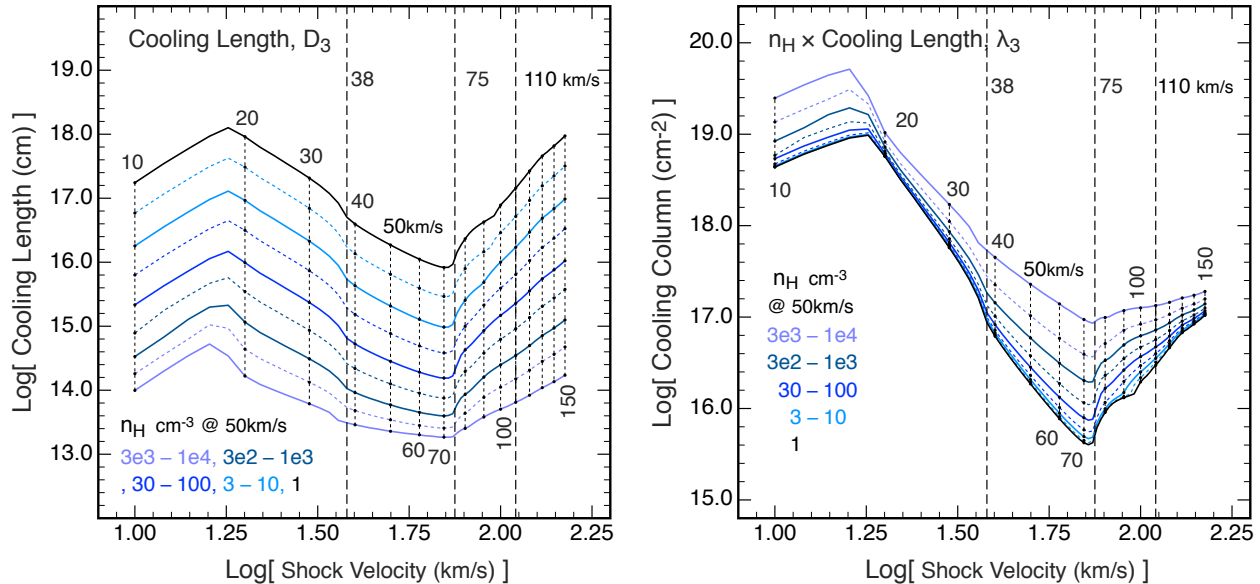 Cooling Length, D3
38
75
110 km/s
19.0
18.0
17.0
16.0
15.0
14.0
13.0
Log[ Cooling Length (cm) ]
10
20
30
40
50km/s
60
70
100
150
nH cm-3 @ 50km/s
3e3 – 1e4, 3e2 – 1e3
, 30 – 100, 3 – 10, 1
1.00 1.25 1.50 1.75 2.00 2.25
Log[ Shock Velocity (km/s) ]
nH × Cooling Length, λ3
38
75
110 km/s
20.0
19.0
18.0
17.0
16.0
15.0
Log[ Cooling Column (cm-2) ]
10
20
30
40
50km/s
60
70
100
150
nH cm-3
@ 50km/s
3e3 – 1e4
3e2 – 1e3
30 – 100
3 – 10
1
1.00 1.25 1.50 1.75 2.00 2.25
Log[ Shock Velocity (km/s) ]